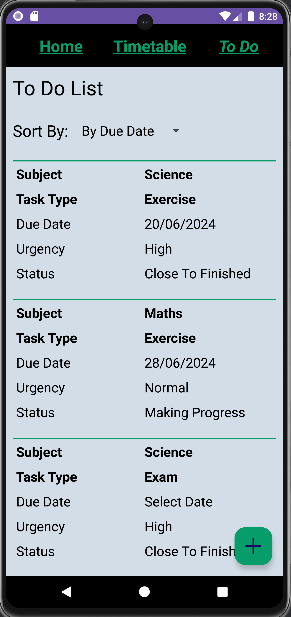 8:28
Home Timetable To Do
To Do List
Sort By: By Due Date
Subject Science
Task Type Exercise
Due Date 20/06/2024
Urgency High
Status Close To Finished
Subject Maths
Task Type Exercise
Due Date 28/06/2024
Urgency Normal
Status Making Progress
Subject Science
Task Type Exam
Due Date Select Date
Urgency High
Status Close To Finish